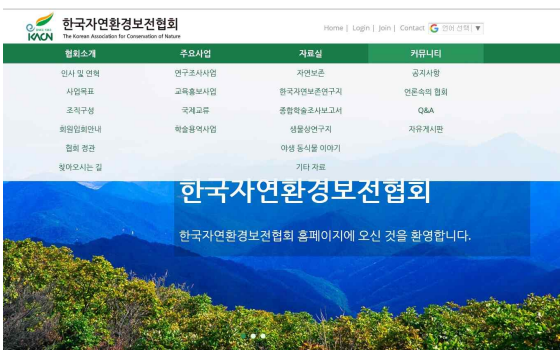 한국자연환경보전협회
The Korean Association for Conservation of Nature
KACN
Home | Login | Join | Contact G 언어 선택 | ▼
협회소개 주요사업 자료실 커뮤니티
인사 및 연혁 연구조사사업 자연보존 공지사항
사업목표 교육홍보사업 한국자연보존연구지 언론속의 협회
조직구성 국제교류 종합학술조사보고서 Q&A
회원입회안내 학술용역사업 생물상연구지 자유게시판
협회 정관 야생 동식물 이야기
찾아오시는 길 기타 자료
한국자연환경보전협회
한국자연환경보전협회 홈페이지에 오신 것을 환영합니다.